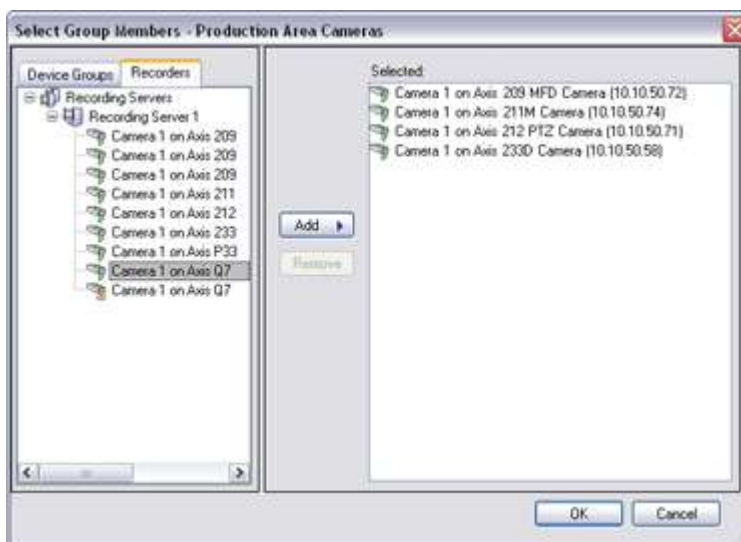 Select Group Members - Production Area Cameras
Device Groups
Recorders
Recording Servers
Recording Server 1
Camera 1 on Axis 209
Camera 1 on Axis 209
Camera 1 on Axis 209
Camera 1 on Axis 211
Camera 1 on Axis 212
Camera 1 on Axis 233
Camera 1 on Axis P33
Camera 1 on Axis Q7
Camera 1 on Axis Q7
Add
Remove
Selected:
Camera 1 on Axis 209 MFD Camera (10.10.50.72)
Camera 1 on Axis 211M Camera (10.10.50.74)
Camera 1 on Axis 212 PTZ Camera (10.10.50.71)
Camera 1 on Axis 233D Camera (10.10.50.58)
OK
Cancel